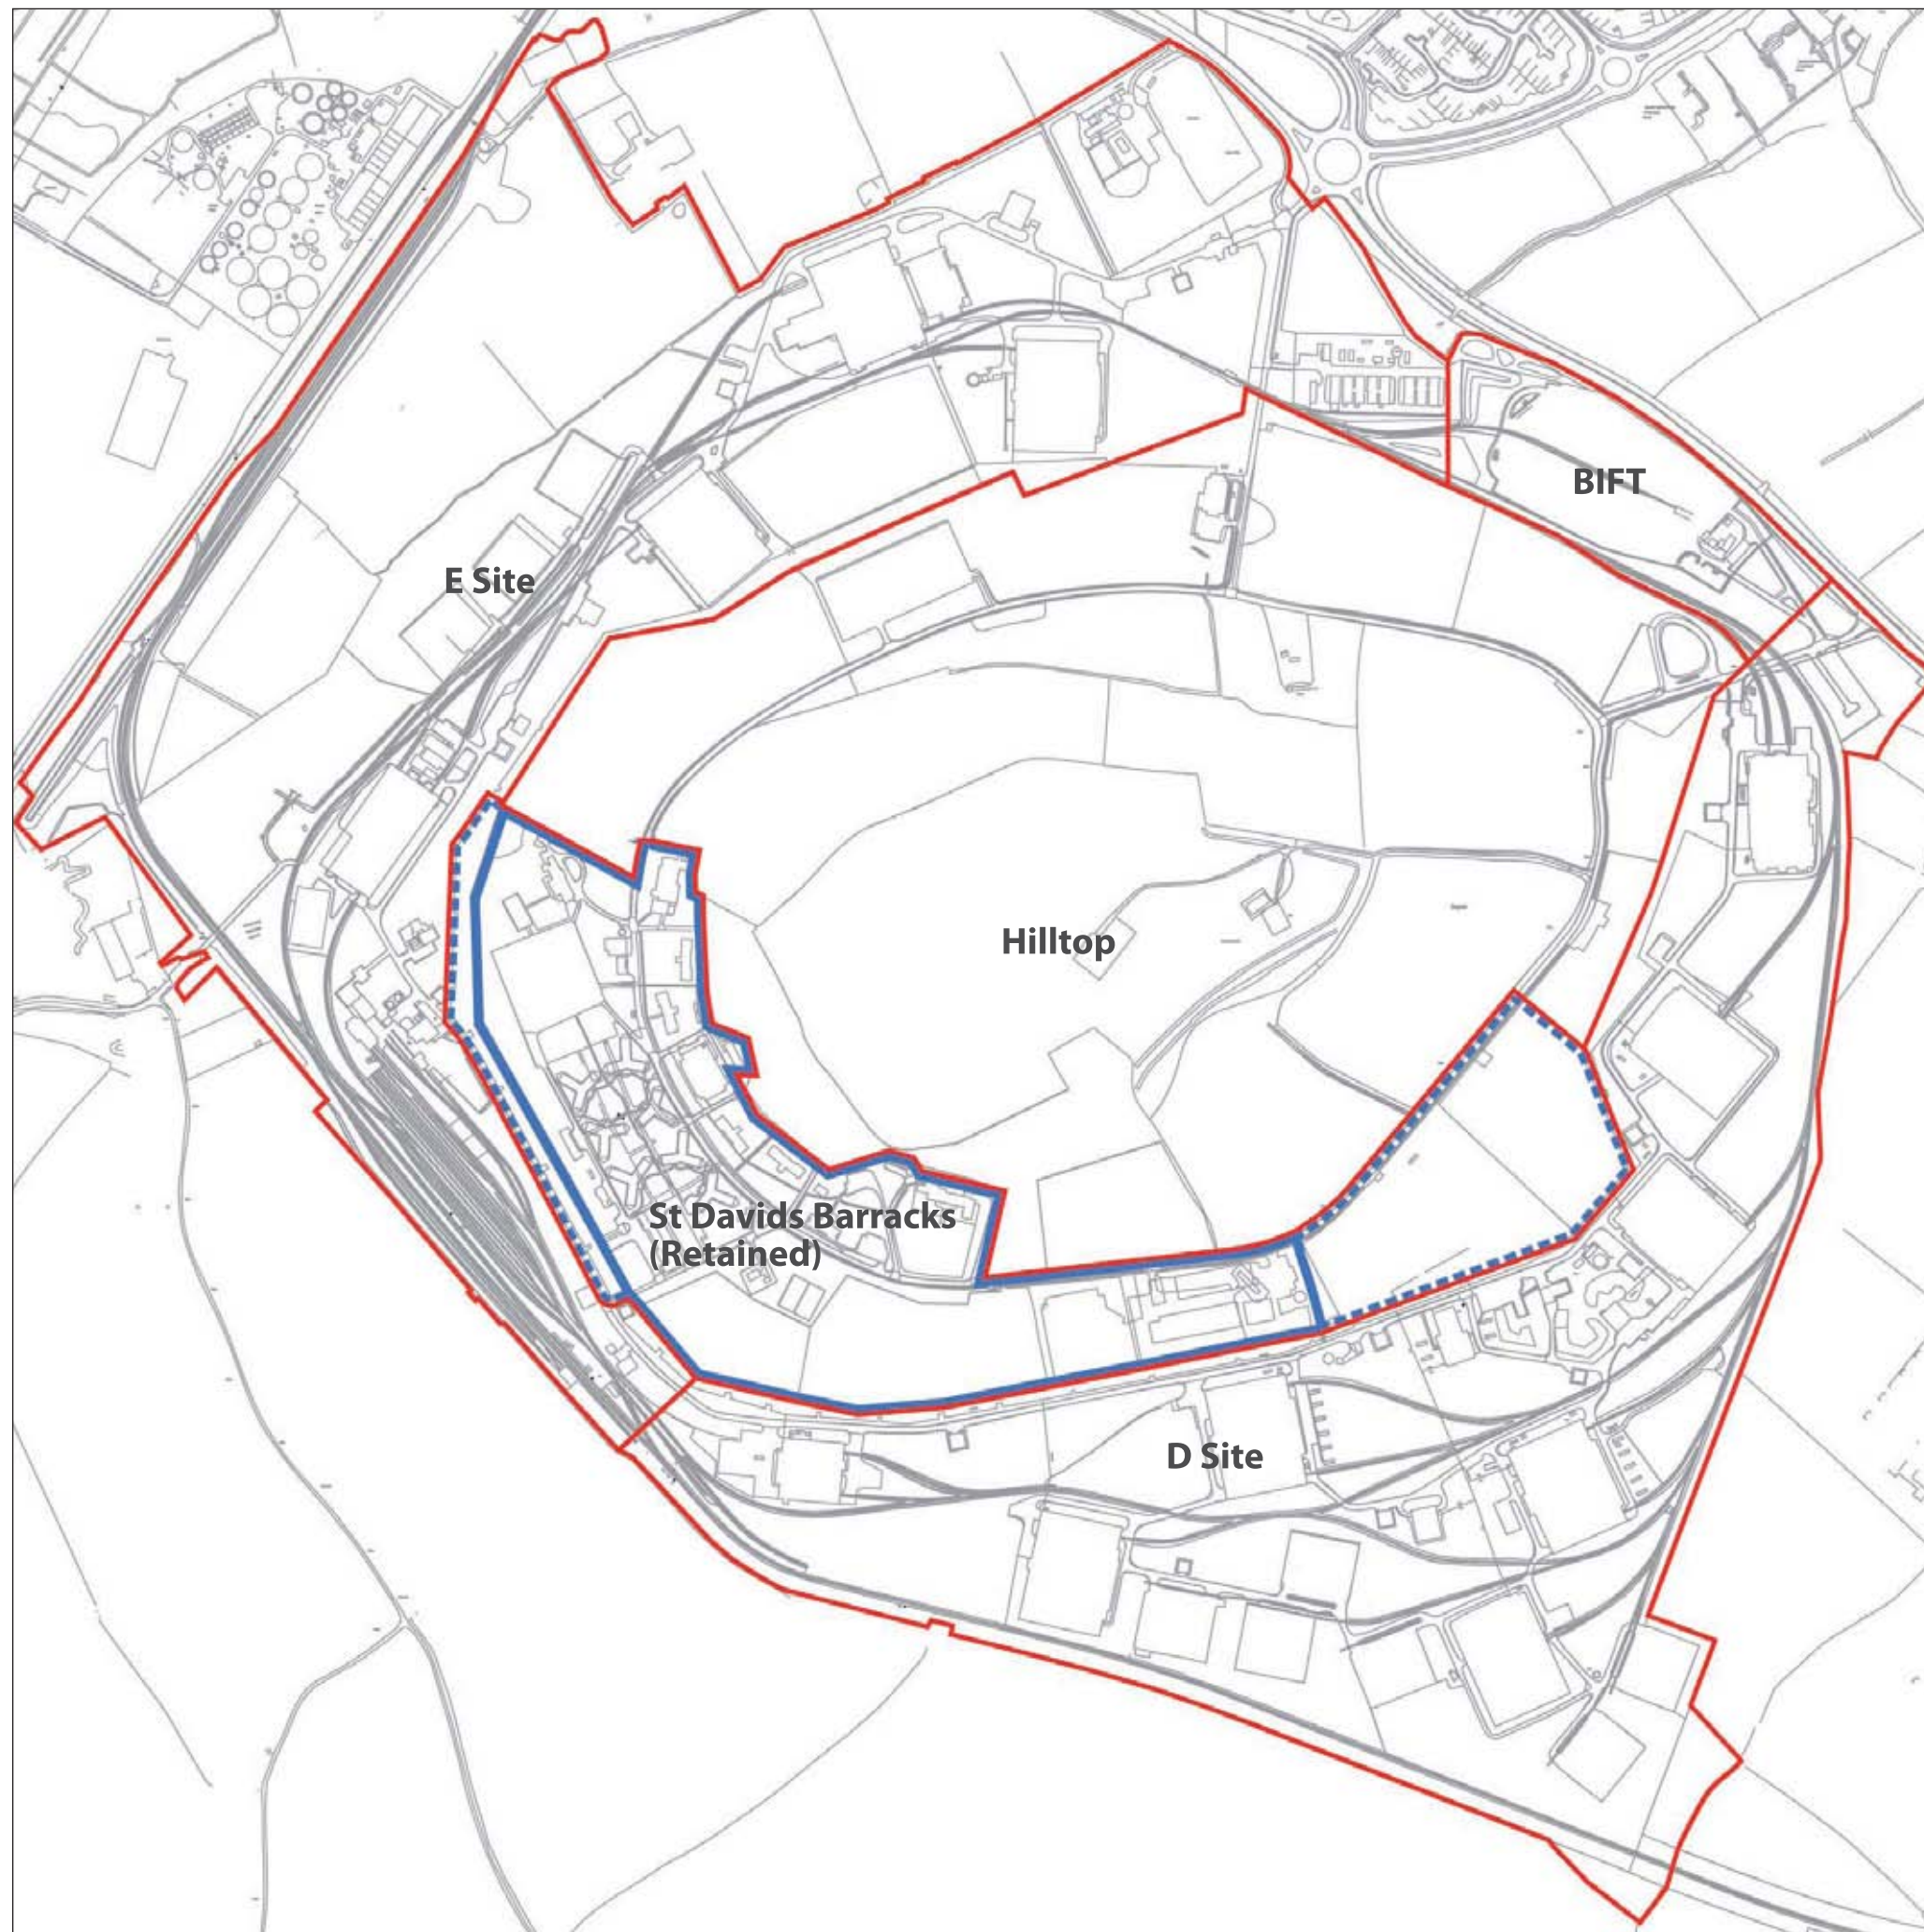 BIFT
E Site
Hilltop
St Davids Barracks
(Retained)
D Site